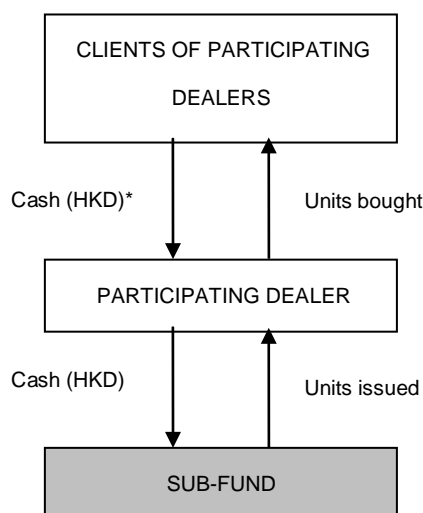 CLIENTS OF PARTICIPATING
DEALERS
Cash (HKD)*
Units bought
PARTICIPATING DEALER
Cash (HKD)
Units issued
SUB-FUND